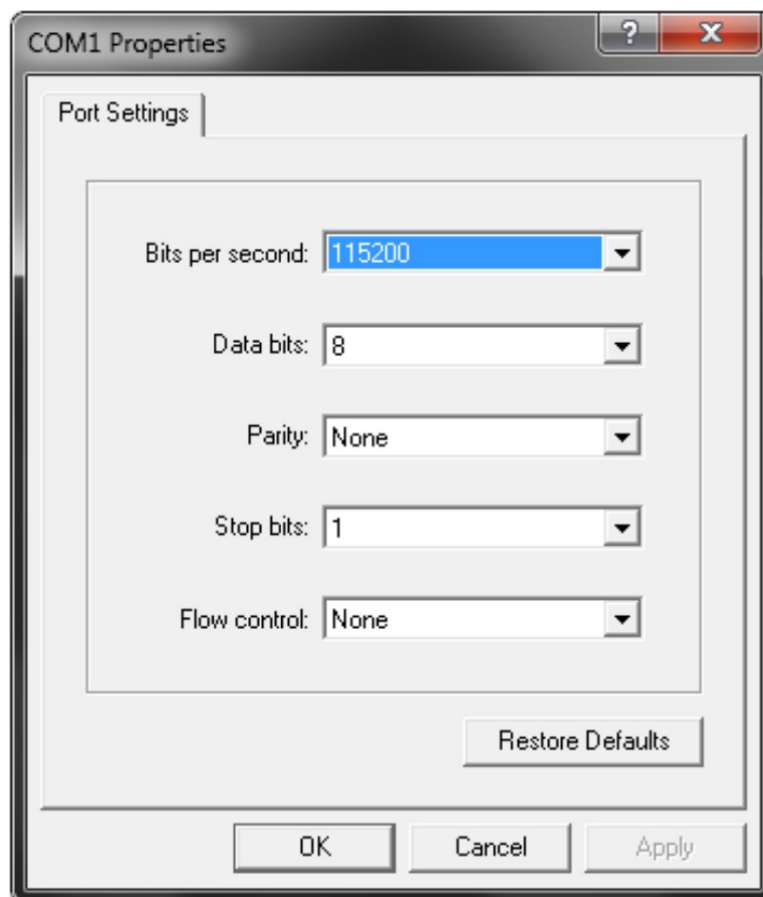 COM1 Properties
Port Settings
Bits per second: 115200
Data bits: 8
Parity: None
Stop bits: 1
Flow control: None
Restore Defaults
OK Cancel Apply